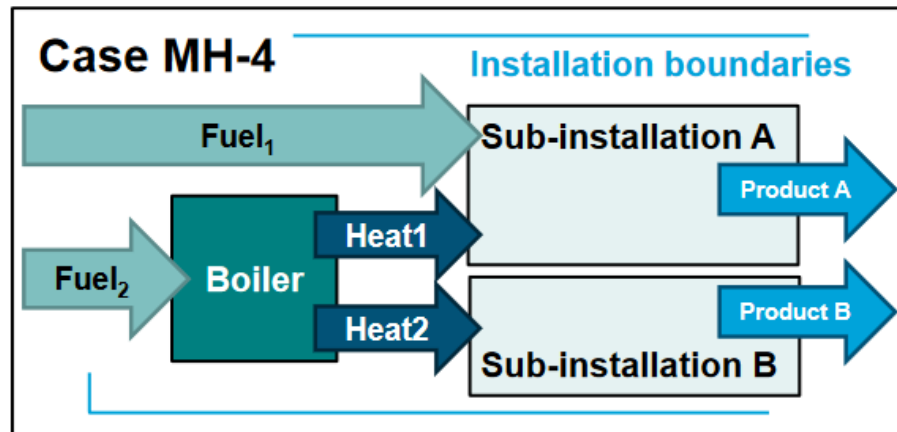 Case MH-4
Installation boundaries
Fuel₁
Sub-installation A
Product A
Heat1
Fuel₂
Boiler
Heat2
Product B
Sub-installation B